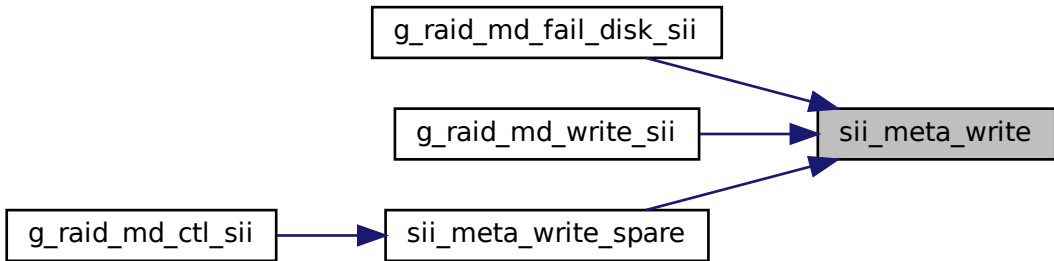 g_raid_md_fail_disk_sii
g_raid_md_write_sii
sii_meta_write
g_raid_md_ctl_sii
sii_meta_write_spare